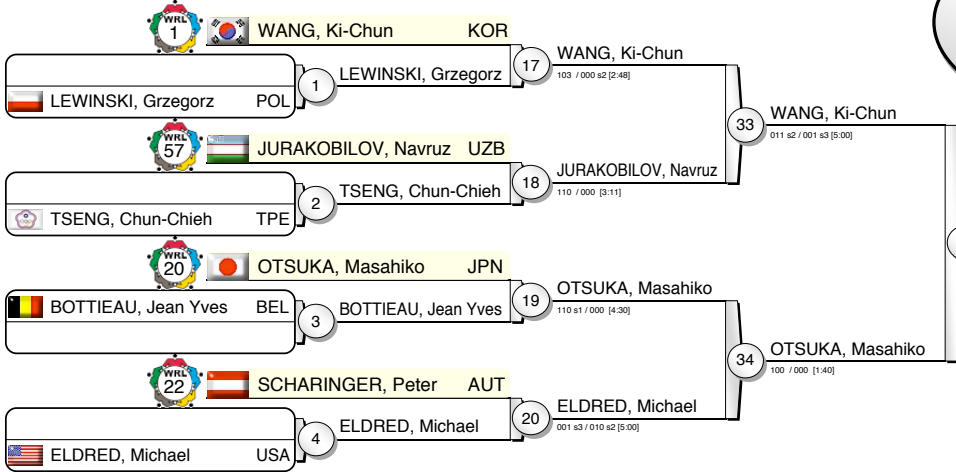 WRL
1
WANG, Ki-Chun KOR
1
LEWINSKI, Grzegorz
LEWINSKI, Grzegorz POL
17
WANG, Ki-Chun
103 / 000 s2 [2:48]
WRL
57
JURAKOBILOV, Navruz UZB
2
TSENG, Chun-Chieh
TSENG, Chun-Chieh TPE
18
JURAKOBILOV, Navruz
110 / 000 [3:11]
33
WANG, Ki-Chun
011 s2 / 001 s3 [5:00]
WRL
20
OTSUKA, Masahiko JPN
BOTTIEAU, Jean Yves BEL
3
BOTTIEAU, Jean Yves
19
OTSUKA, Masahiko
110 s1 / 000 [4:30]
WRL
22
SCHARINGER, Peter AUT
4
ELDRED, Michael
ELDRED, Michael USA
20
ELDRED, Michael
001 s3 / 010 s2 [5:00]
34
OTSUKA, Masahiko
100 / 000 [1:40]